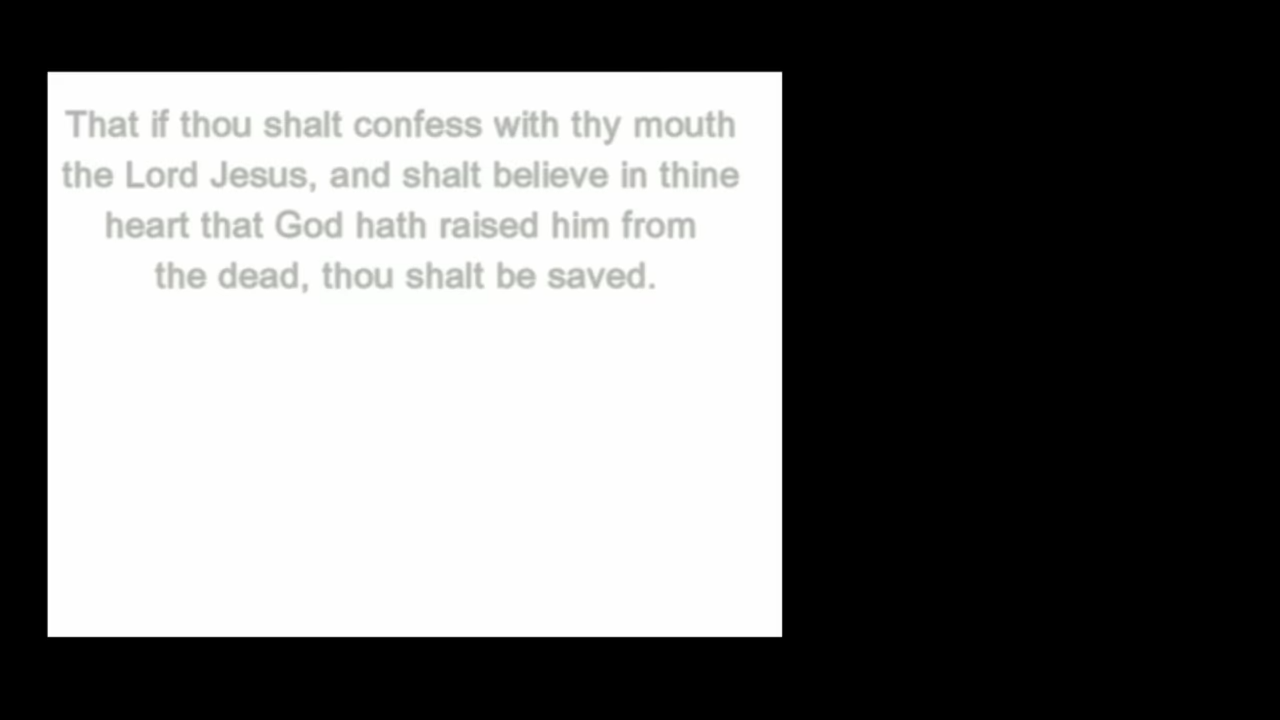 That if thou shalt confess with thy mouth
the Lord Jesus, and shalt believe in thine
heart that God hath raised him from
the dead, thou shalt be saved.